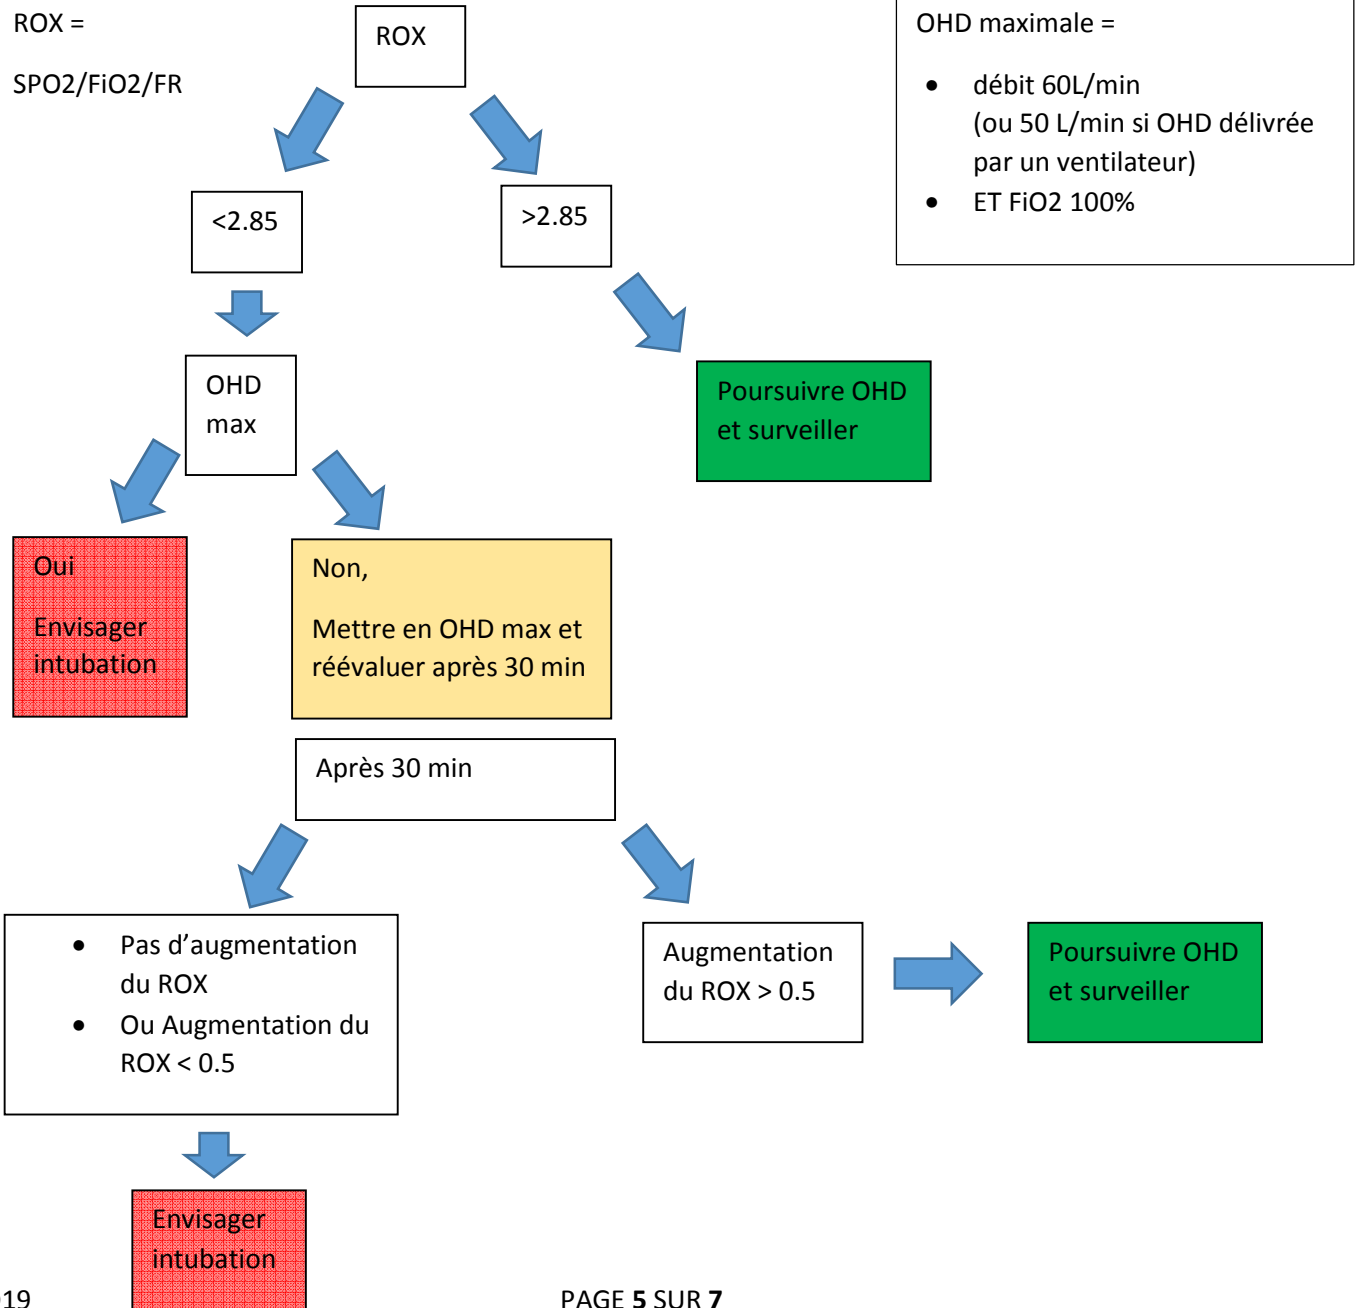 ROX =
SPO2/FiO2/FR
ROX
OHD maximale =
• débit 60L/min
(ou 50 L/min si OHD délivrée
par un ventilateur)
• ET FiO2 100%
<2.85
>2.85
OHD
max
Poursuivre OHD
et surveiller
Oui
Envisager
intubation
Non,
Mettre en OHD max et
réévaluer après 30 min
Après 30 min
• Pas d’augmentation
du ROX
• Ou Augmentation du
ROX < 0.5
Augmentation
du ROX > 0.5
Poursuivre OHD
et surveiller
Envisager
intubation
19
PAGE 5 SUR 7